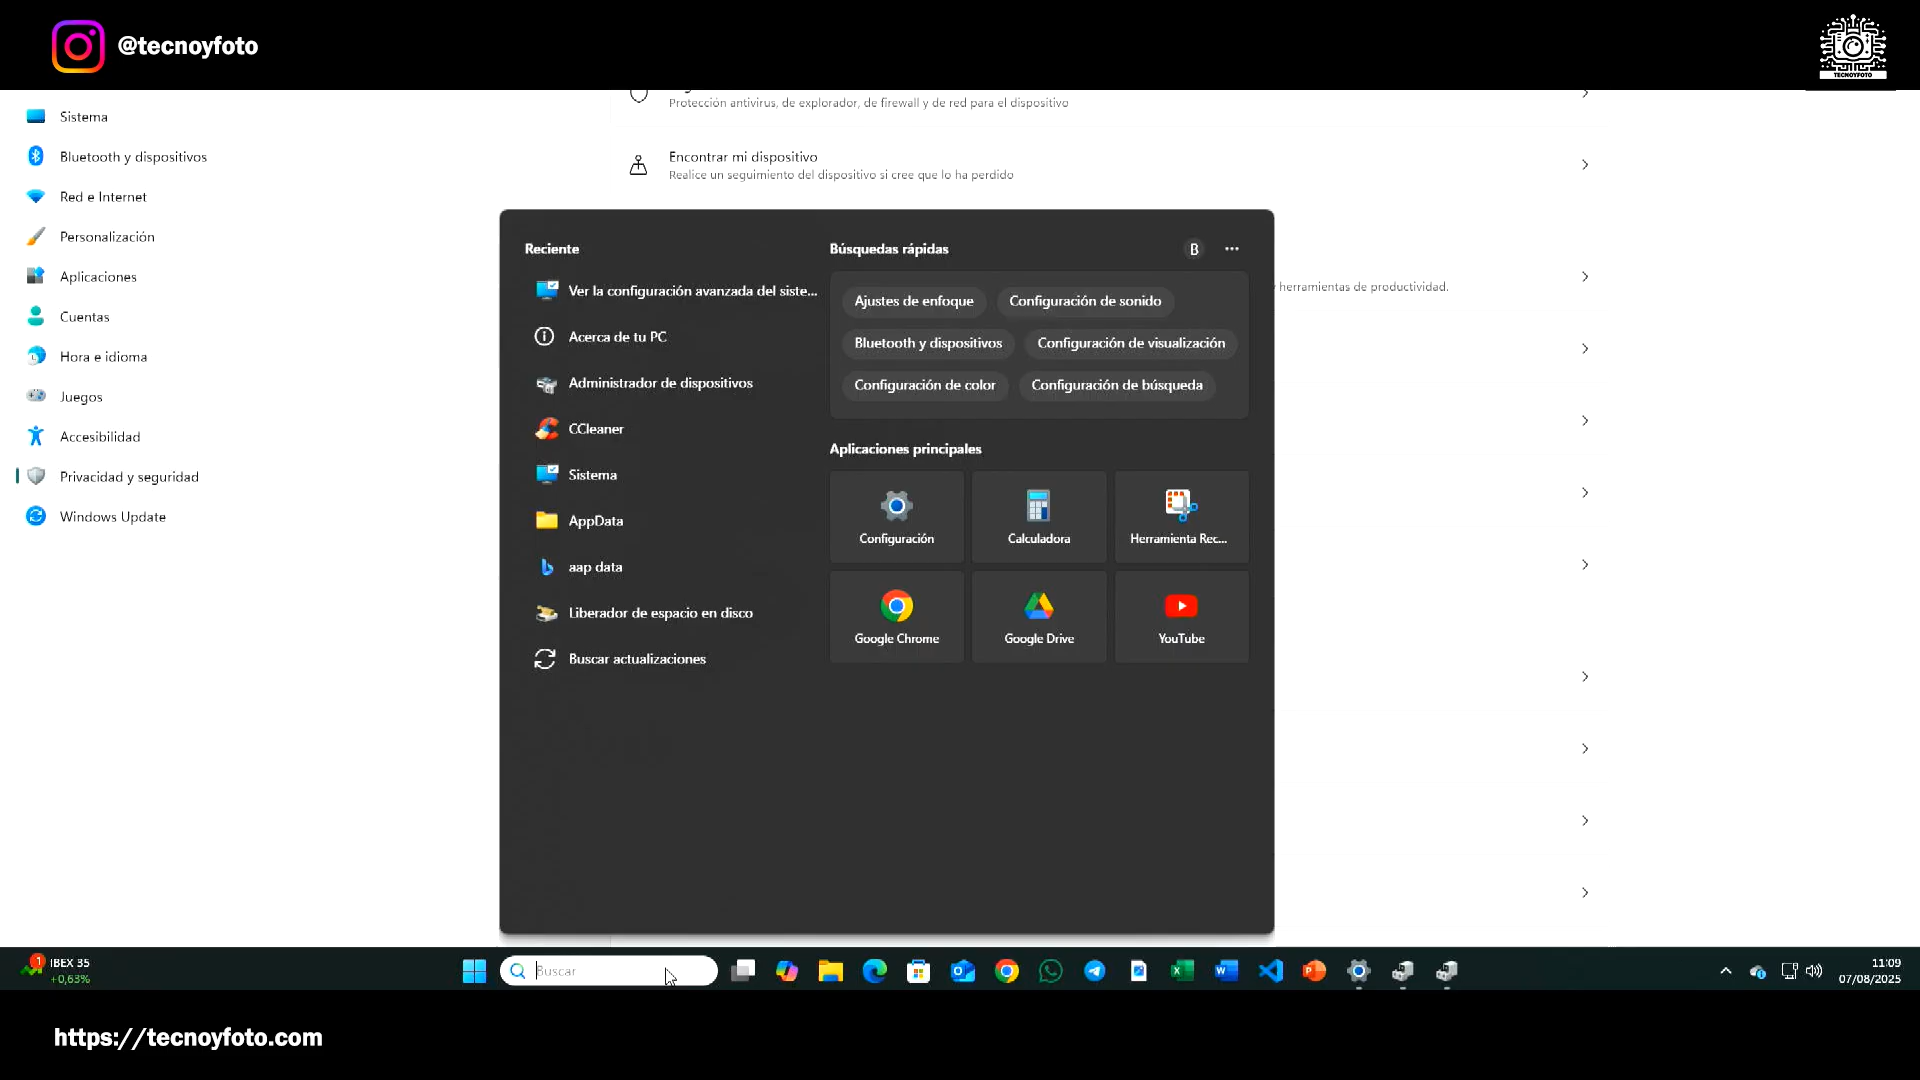 @tecnoyfoto
TECNOYFOTO
Sistema
Bluetooth y dispositivos
Red e Internet
Personalización
Aplicaciones
Cuentas
Hora e idioma
Juegos
Accesibilidad
Privacidad y seguridad
Windows Update
Protección antivirus, de explorador, de firewall y de red para el dispositivo
Encontrar mi dispositivo
Realice un seguimiento del dispositivo si cree que lo ha perdido
herramientas de productividad.
Reciente
Ver la configuración avanzada del siste...
Acerca de tu PC
Administrador de dispositivos
CCleaner
Sistema
AppData
aap data
Liberador de espacio en disco
Buscar actualizaciones
Búsquedas rápidas
B
Ajustes de enfoque
Configuración de sonido
Bluetooth y dispositivos
Configuración de visualización
Configuración de color
Configuración de búsqueda
Aplicaciones principales
Configuración
Calculadora
Herramienta Rec...
Google Chrome
Google Drive
YouTube
1
IBEX 35
+0,63%
Buscar
11:09
07/08/2025
https://tecnoyfoto.com